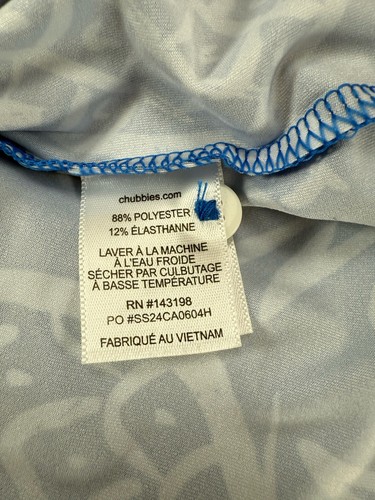 chubbies.com
88% POLYESTER
12% ÉLASTHANNE
LAVER À LA MACHINE
À L'EAU FROIDE
SÉCHER PAR CULBUTAGE
À BASSE TEMPÉRATURE
RN #143198
PO #SS24CA0604H
FABRIQUÉ AU VIETNAM